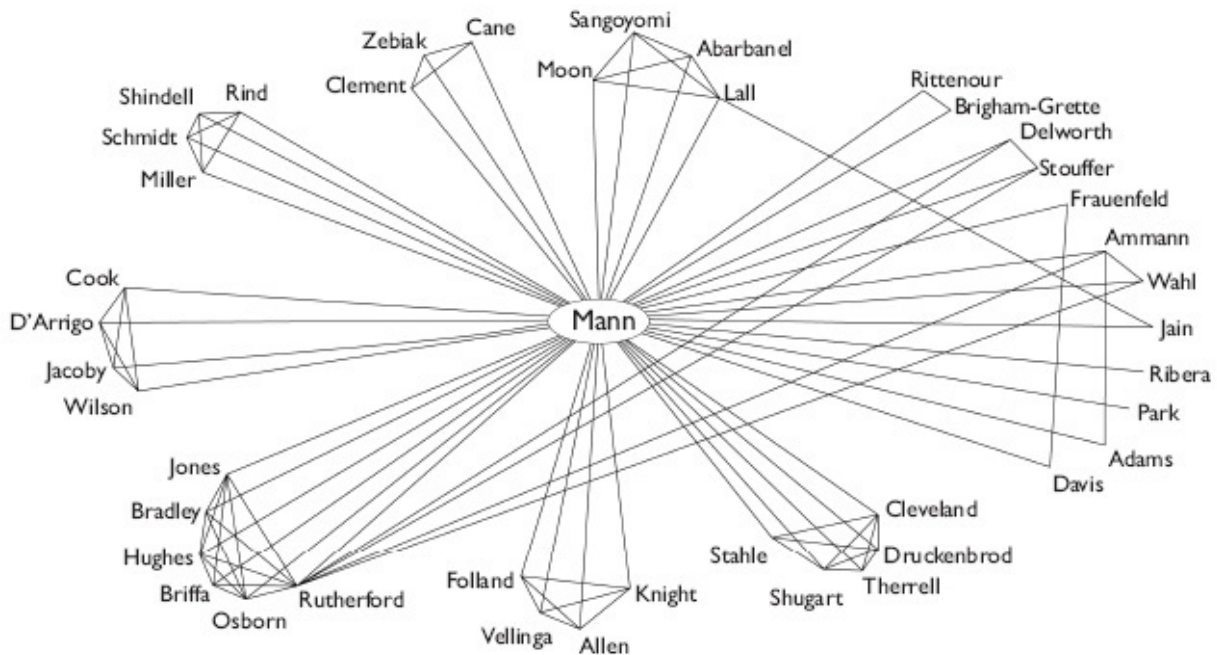 Sangoyomi
Cane
Zebiak
Abarbanel
Moon
Clement
Lall
Rittenour
Rind
Shindell
Brigham-Grette
Delworth
Schmidt
Stouffer
Miller
Frauenfeld
Ammann
Cook
Wahl
D'Arrigo
Mann
Jain
Jacoby
Ribera
Wilson
Park
Adams
Jones
Davis
Bradley
Cleveland
Hughes
Stahle
Druckenbrod
Folland
Therrell
Briffa
Rutherford
Knight
Shugart
Osborn
Vellinga
Allen